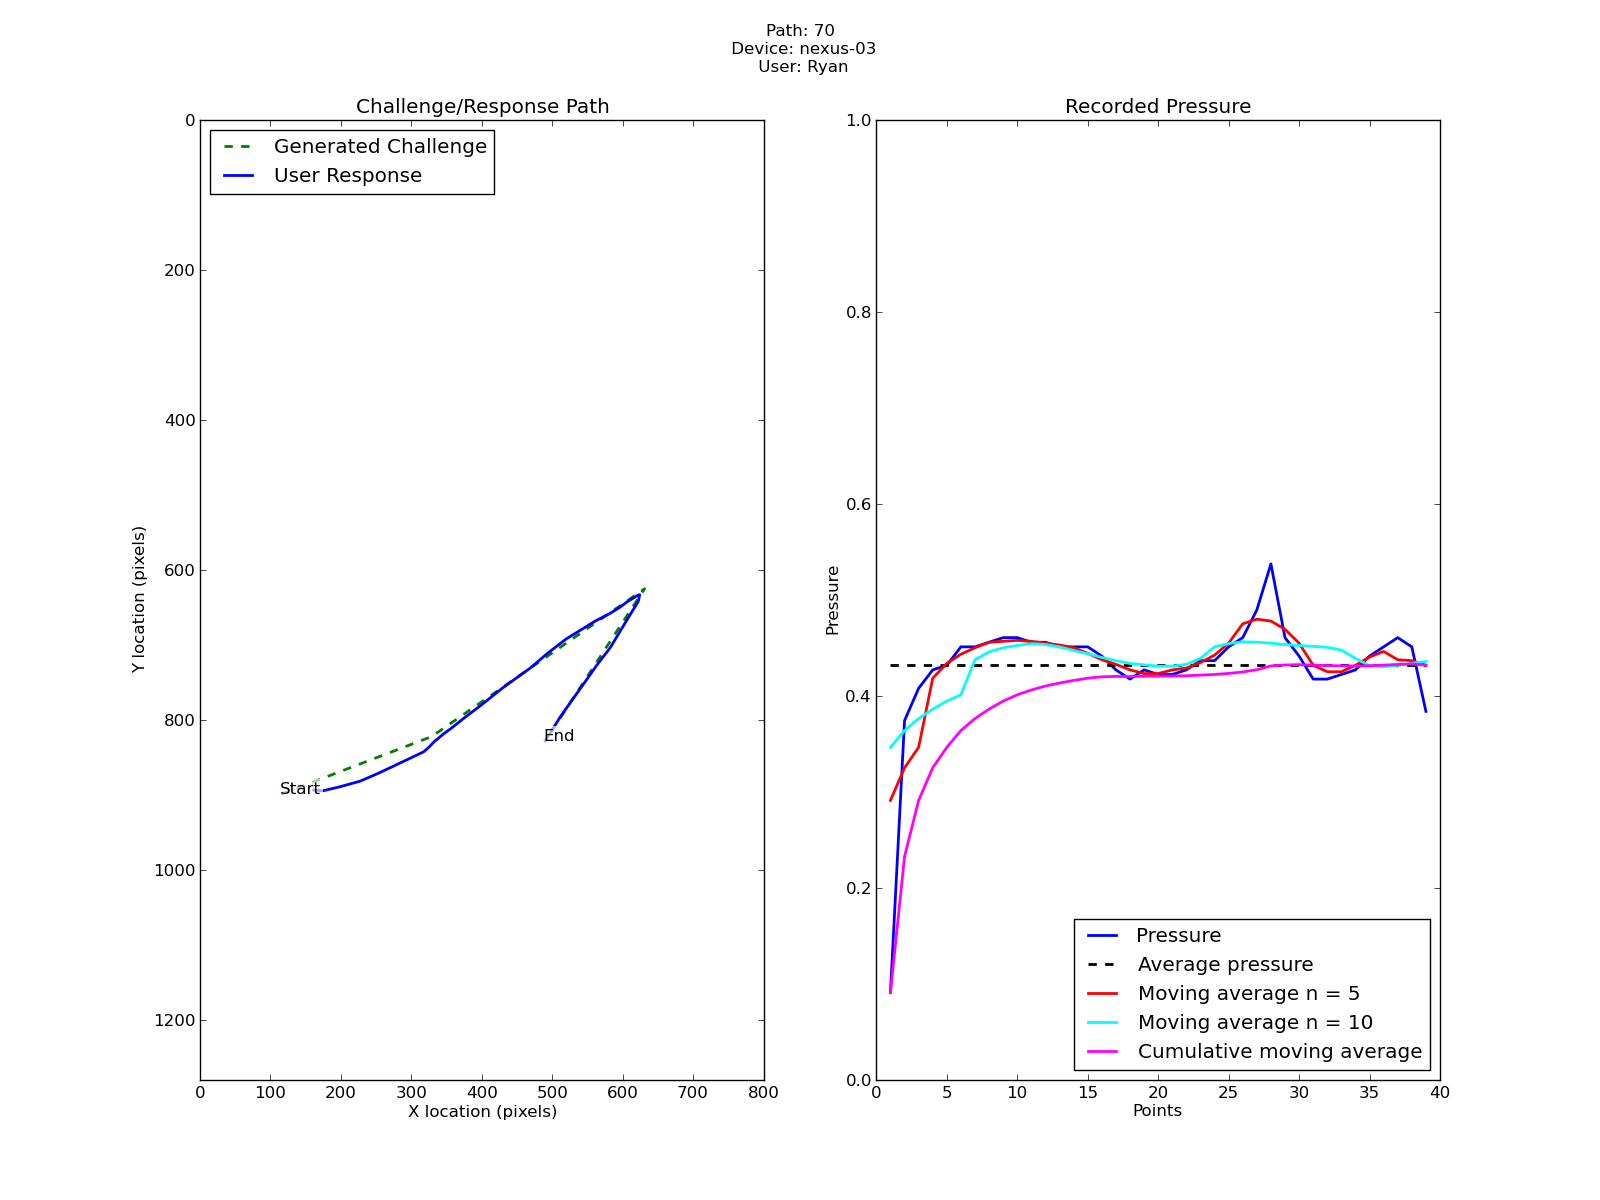 Path: 70
Device: nexus-03
User: Ryan
Challenge/Response Path
0
200
400
600
800
1000
1200
Y location (pixels)
Generated Challenge
User Response
Start
End
0 100 200 300 400 500 600 700 800
X location (pixels)
Recorded Pressure
1.0
0.8
0.6
0.4
0.2
0.0
Pressure
Pressure
Average pressure
Moving average n = 5
Moving average n = 10
Cumulative moving average
0 5 10 15 20 25 30 35 40
Points